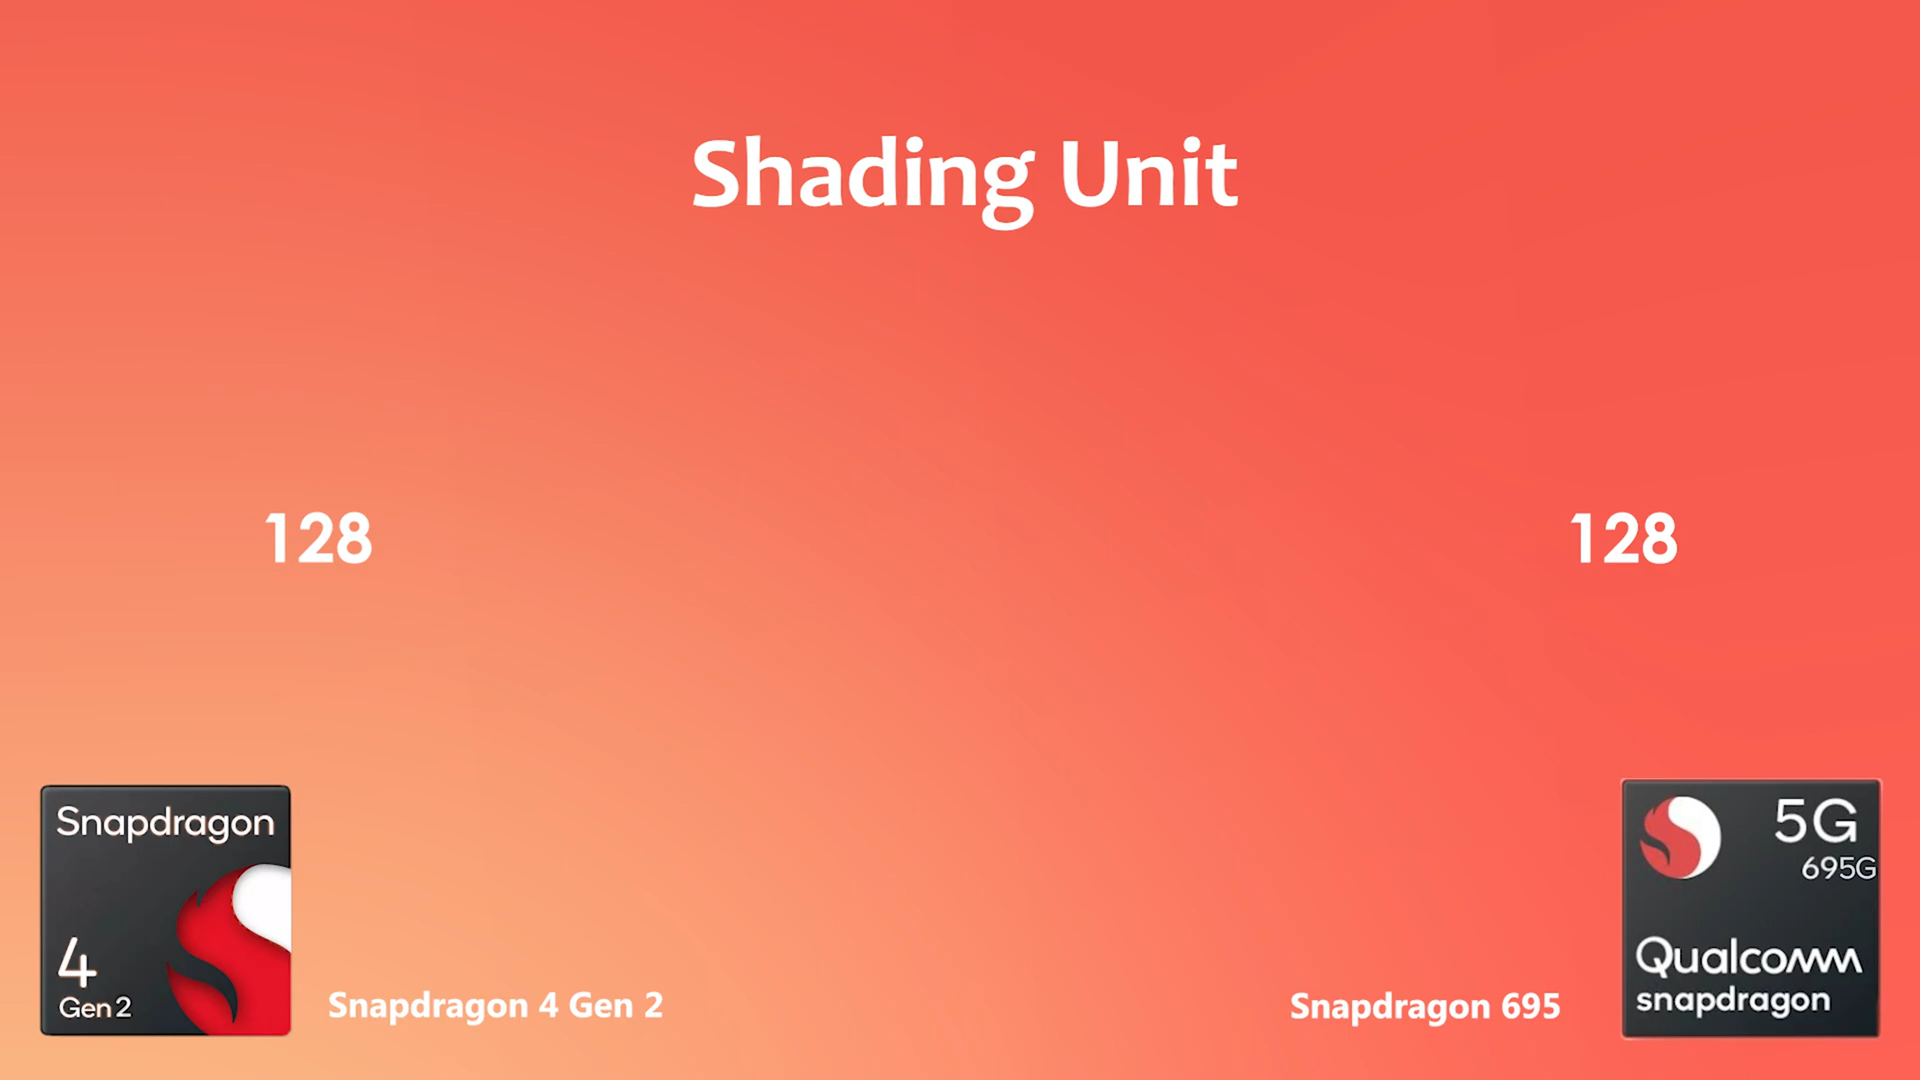 Shading Unit
128
128
Snapdragon
4
Gen 2
Snapdragon 4 Gen 2
Snapdragon 695
5G
695G
Qualcomm
snapdragon